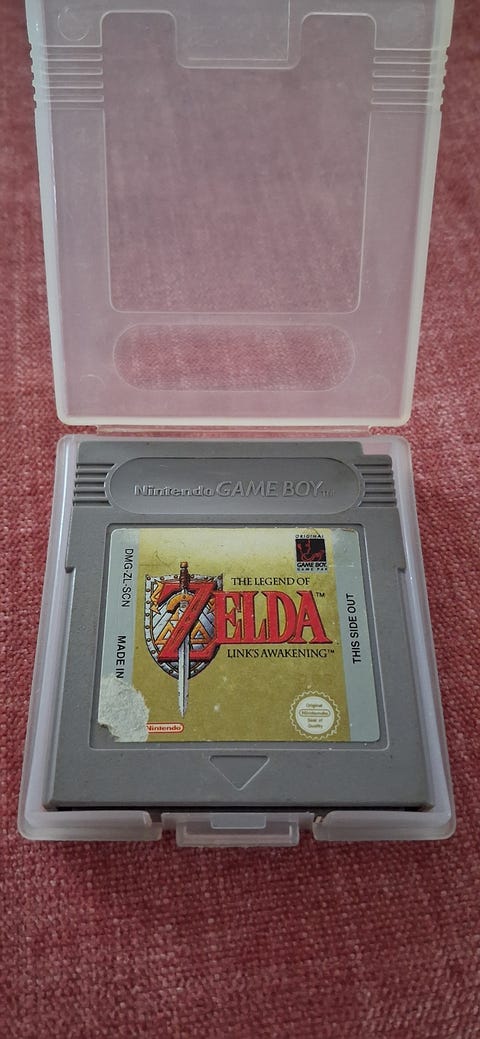 Nintendo GAME BOY™
DMG-ZL-SCN
MADE IN
ORIGINAL
GAME BOY
GAME PAK
THE LEGEND OF
ZELDA™
LINK'S AWAKENING™
THIS SIDE OUT
Nintendo
Original
Nintendo
Seal of
Quality